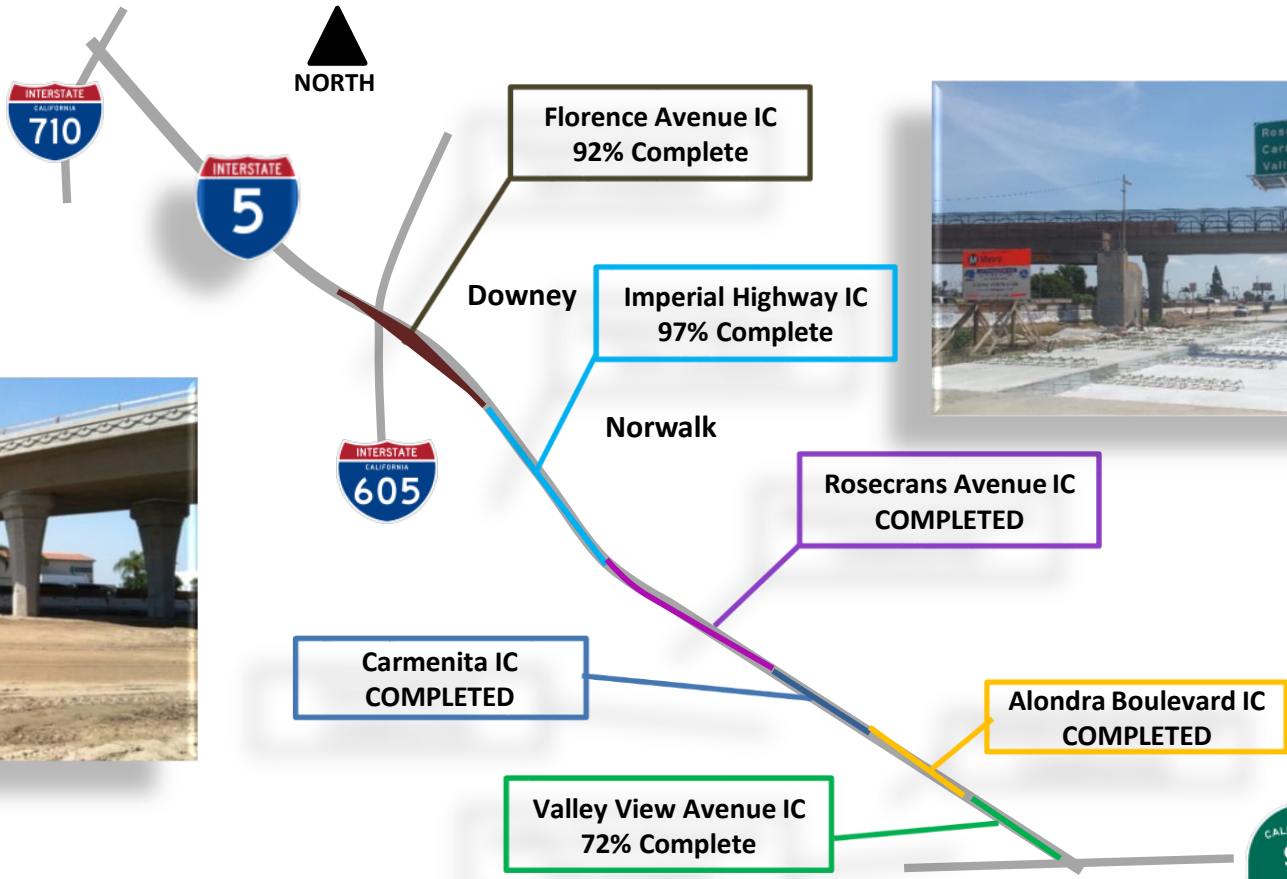 NORTH
INTERSTATE
CALIFORNIA
710
INTERSTATE
5
Florence Avenue IC
92% Complete
Downey
Imperial Highway IC
97% Complete
Metro
Norwalk
INTERSTATE
CALIFORNIA
605
Rosecrans Avenue IC
COMPLETED
Carmenita IC
COMPLETED
Alondra Boulevard IC
COMPLETED
Valley View Avenue IC
72% Complete